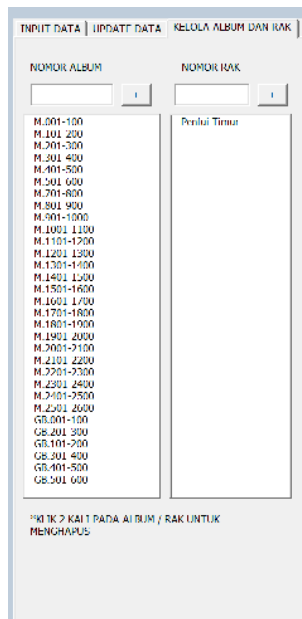 INPUT DATA
UPDATE DATA
KELOLA ALBUM DAN RAK
NOMOR ALBUM
NOMOR RAK
+
+
M.001-100
M.101-200
M.201-300
M.301-400
M.401-500
M.501-600
M.701-800
M.801-900
M.901-1000
M.1001-1100
M.1101-1200
M.1201-1300
M.1301-1400
M.1401-1500
M.1501-1600
M.1601-1700
M.1701-1800
M.1801-1900
M.1901-2000
M.2001-2100
M.2101-2200
M.2201-2300
M.2301-2400
M.2401-2500
M.2501-2600
GB.001-100
GB.201-300
GB.101-200
GB.301-400
GB.401-500
GB.501-600
Timur
*KLIK 2 KALI PADA ALBUM / RAK UNTUK
MENGHAPUS